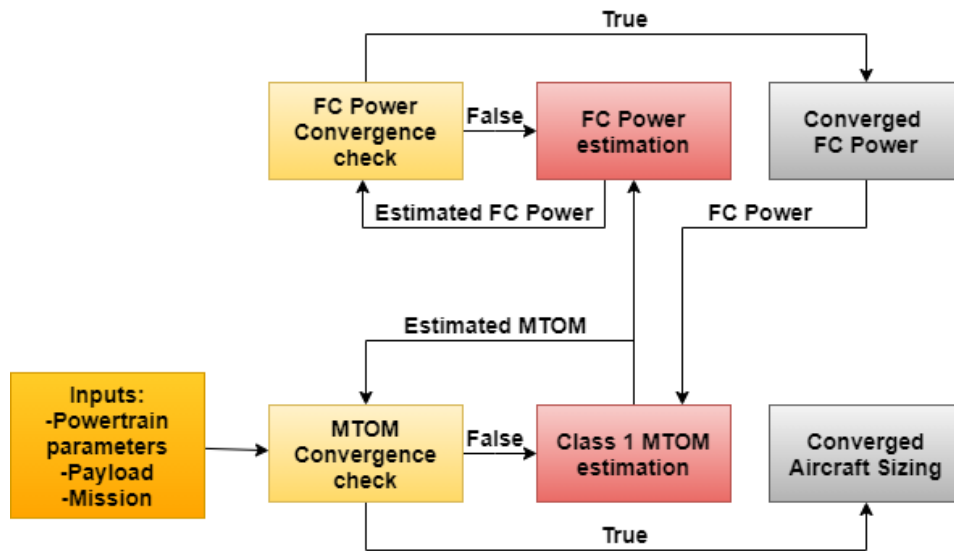 True
FC Power
Convergence
check
False
FC Power
estimation
Converged
FC Power
Estimated FC Power
FC Power
Estimated MTOM
Inputs:
-Powertrain
parameters
-Payload
-Mission
MTOM
Convergence
check
False
Class 1 MTOM
estimation
Converged
Aircraft Sizing
True